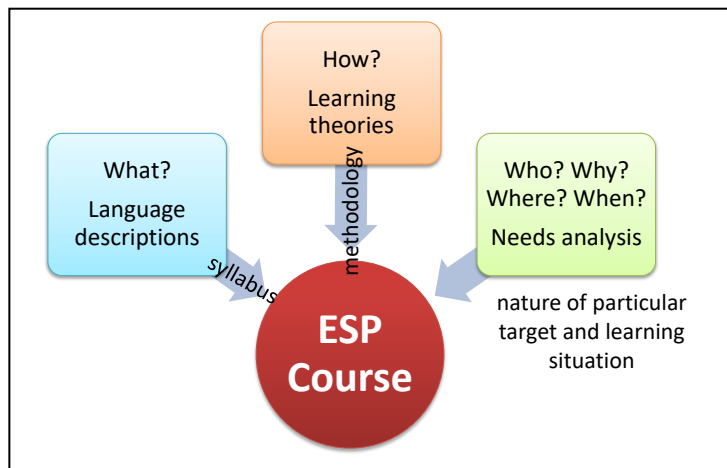 How?
Learning
theories
methodology
What?
Language
descriptions
syllabus
Who? Why?
Where? When?
Needs analysis
nature of particular
target and learning
situation
ESP
Course